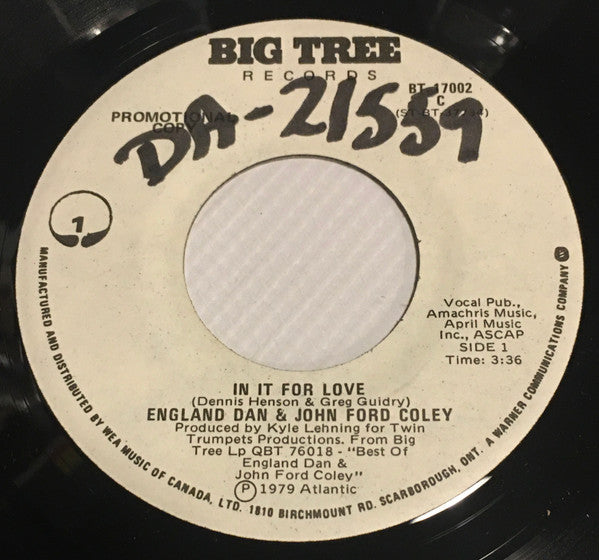 BIG TREE
RECORDS
BT-17002
C
PROMOTIONAL
COPY
DA-21559
1
Vocal Pub.,
Amachris Music,
April Music
Inc., ASCAP
SIDE 1
Time: 3:36
IN IT FOR LOVE
(Dennis Henson & Greg Guidry)
ENGLAND DAN & JOHN FORD COLEY
Produced by Kyle Lehning for Twin
Trumpets Productions. From Big
Tree Lp QBT 76018 - "Best Of
England Dan &
John Ford Coley"
Ⓟ 1979 Atlantic
MANUFACTURED AND DISTRIBUTED BY WEA MUSIC OF CANADA, LTD. 1810 BIRCHMOUNT RD. SCARBOROUGH, ONT. A WARNER COMMUNICATIONS COMPANY